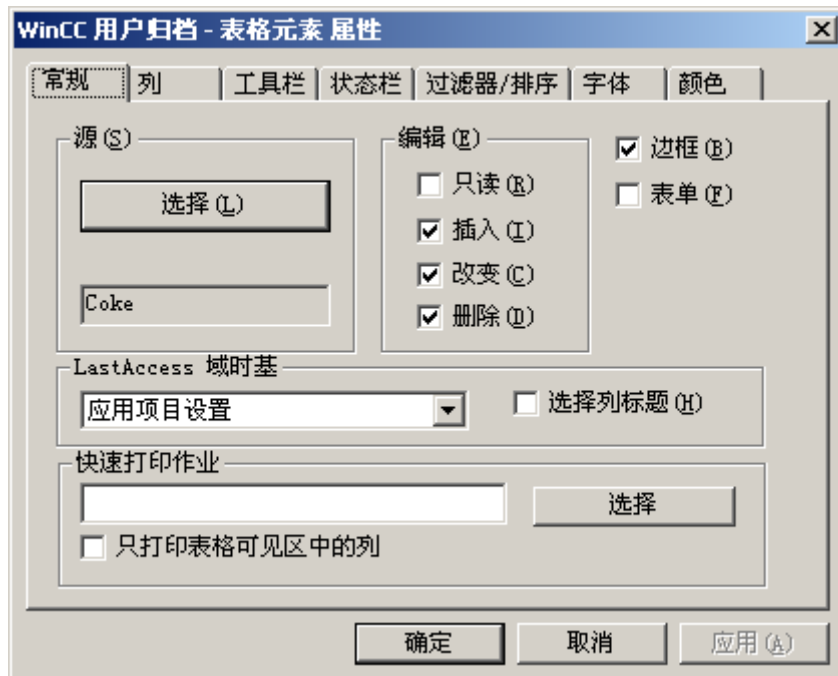 WinCC 用户归档 - 表格元素 属性
常规 列 工具栏 状态栏 过滤器/排序 字体 颜色
源(S)
选择(L)
Coke
编辑(E)
只读(R)
插入(I)
改变(C)
删除(D)
边框(B)
表单(F)
LastAccess 域时基
应用项目设置
选择列标题(H)
快速打印作业
选择
只打印表格可见区中的列
确定 取消 应用(A)